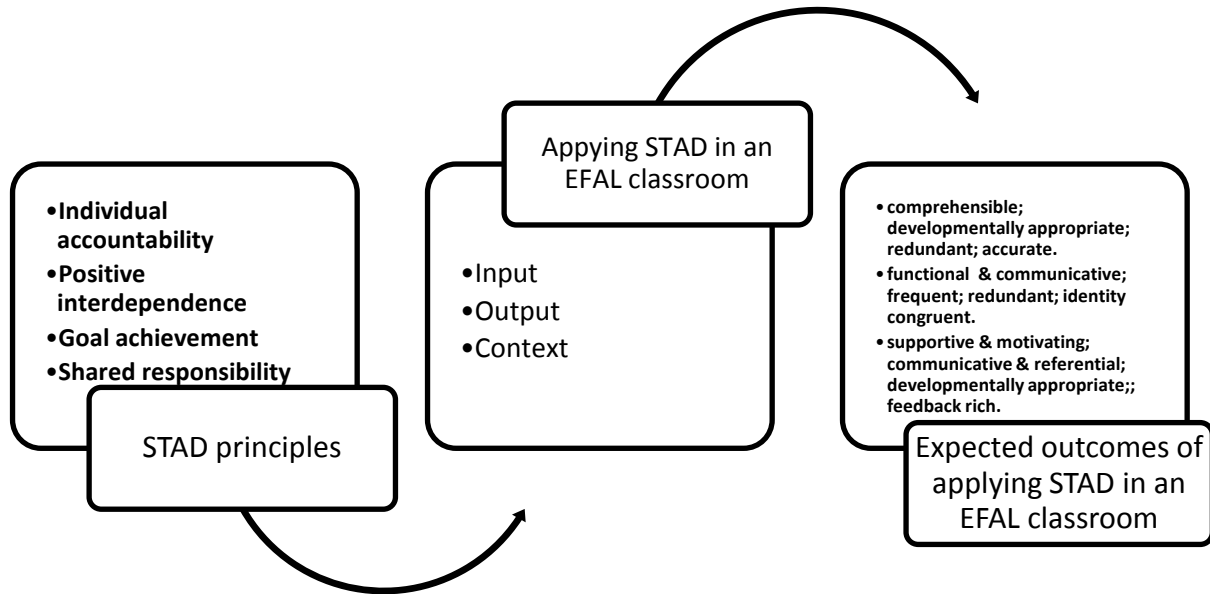 •Individual
accountability
•Positive
interdependence
•Goal achievement
•Shared responsibility
STAD principles
Appying STAD in an
EFAL classroom
•Input
•Output
•Context
•comprehensible;
developmentally appropriate;
redundant; accurate.
•functional & communicative;
frequent; redundant; identity
congruent.
•supportive & motivating;
communicative & referential;
developmentally appropriate;;
feedback rich.
Expected outcomes of
applying STAD in an
EFAL classroom